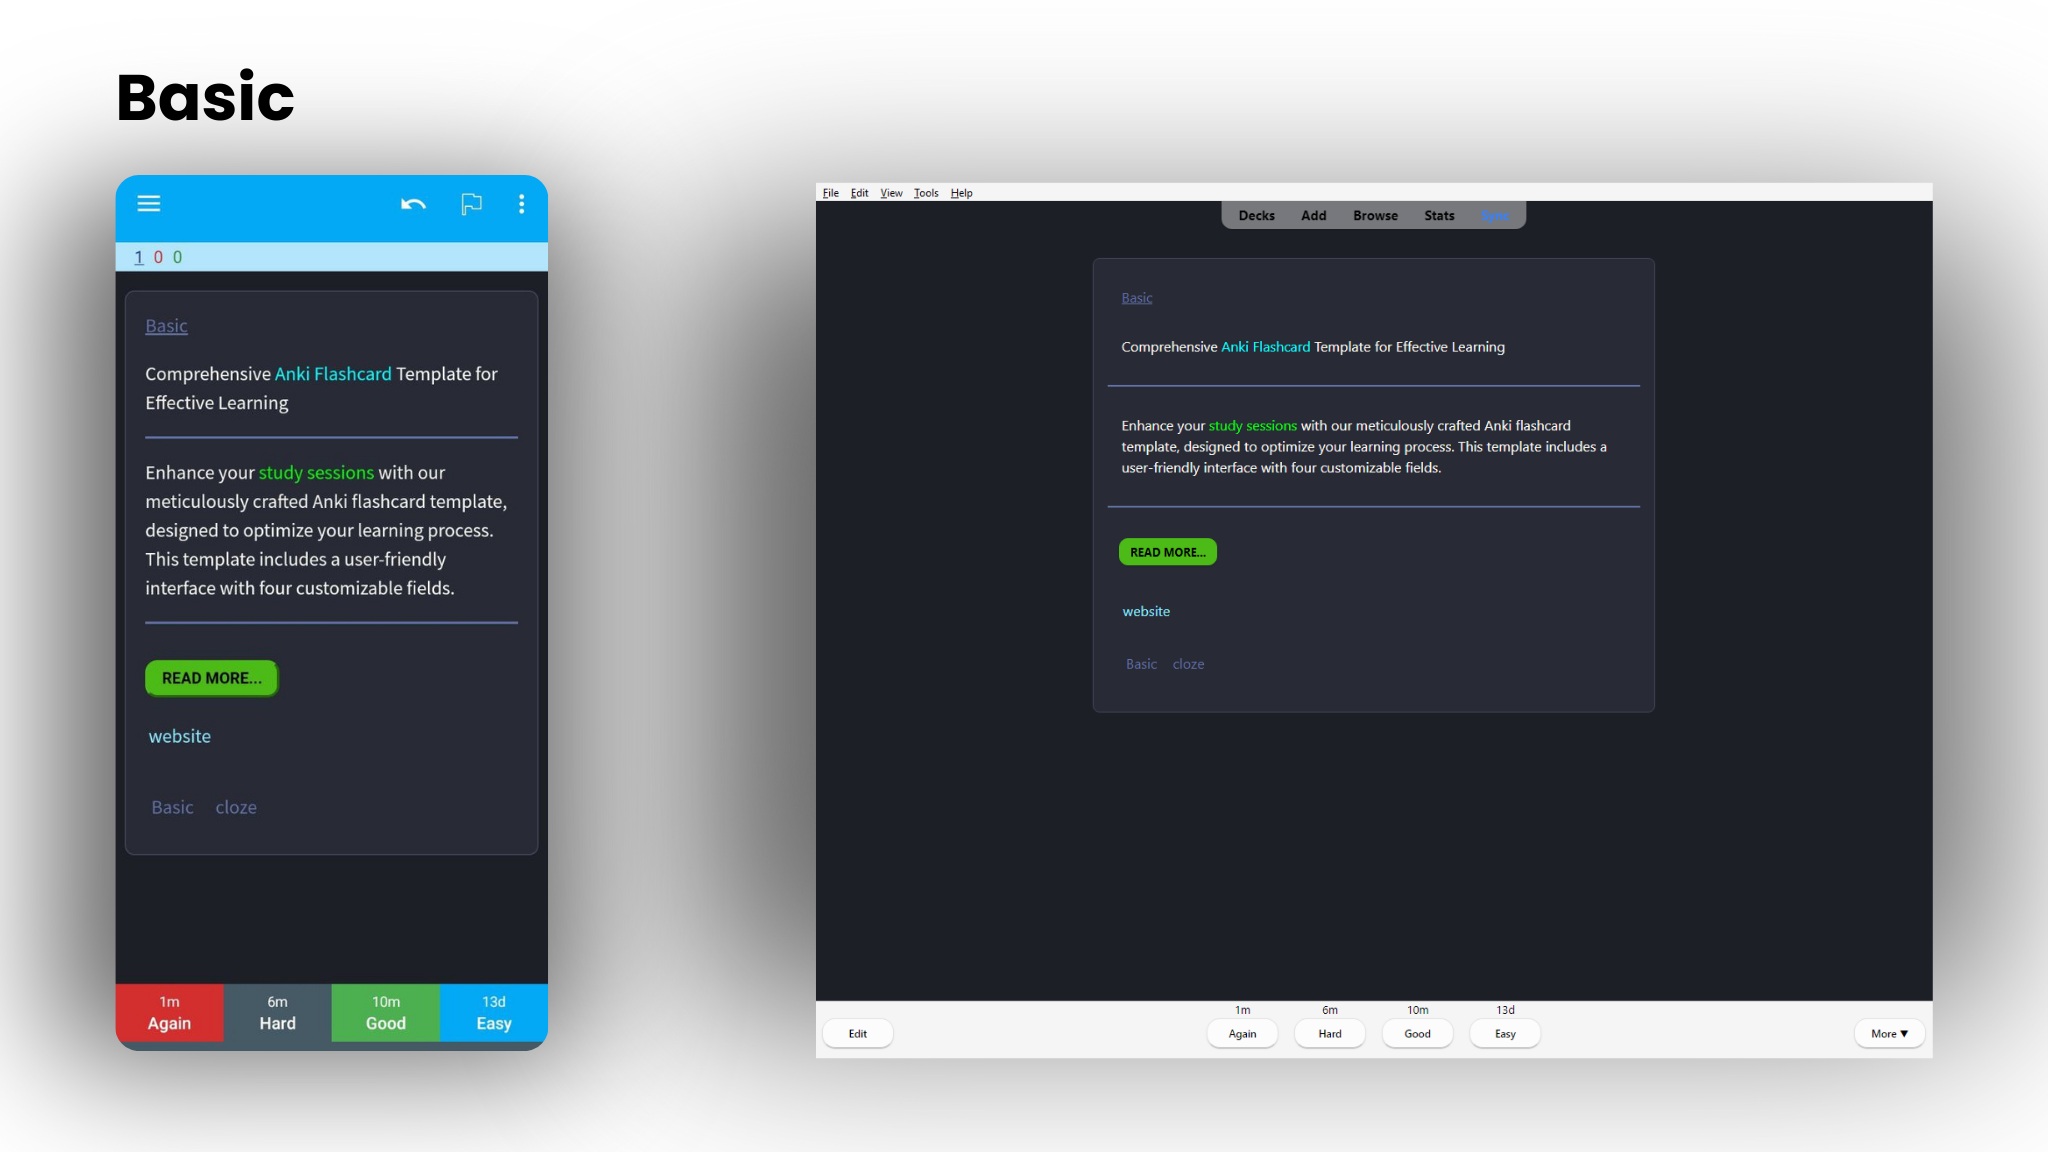 Basic
1 0 0
Basic
Comprehensive Anki Flashcard Template for
Effective Learning
Enhance your study sessions with our
meticulously crafted Anki flashcard template,
designed to optimize your learning process.
This template includes a user-friendly
interface with four customizable fields.
READ MORE...
website
Basic cloze
1m 6m 10m 13d
Again Hard Good Easy
File Edit View Tools Help
Decks Add Browse Stats Sync
Basic
Comprehensive Anki Flashcard Template for Effective Learning
Enhance your study sessions with our meticulously crafted Anki flashcard
template, designed to optimize your learning process. This template includes a
user-friendly interface with four customizable fields.
READ MORE...
website
Basic cloze
1m 6m 10m 13d
Edit Again Hard Good Easy More ▼